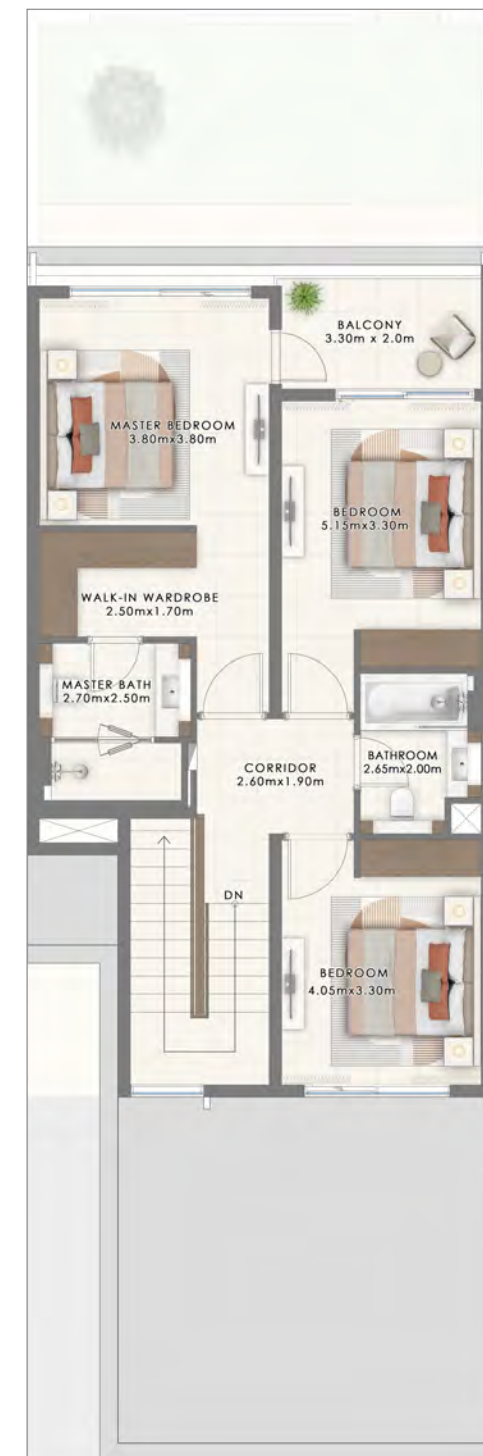 BALCONY
3.30m x 2.0m
MASTER BEDROOM
3.80mx3.80m
BEDROOM
5.15mx3.30m
WALK-IN WARDROBE
2.50mx1.70m
MASTER BATH
2.70mx2.50m
CORRIDOR
2.60mx1.90m
BATHROOM
2.65mx2.00m
DN
BEDROOM
4.05mx3.30m